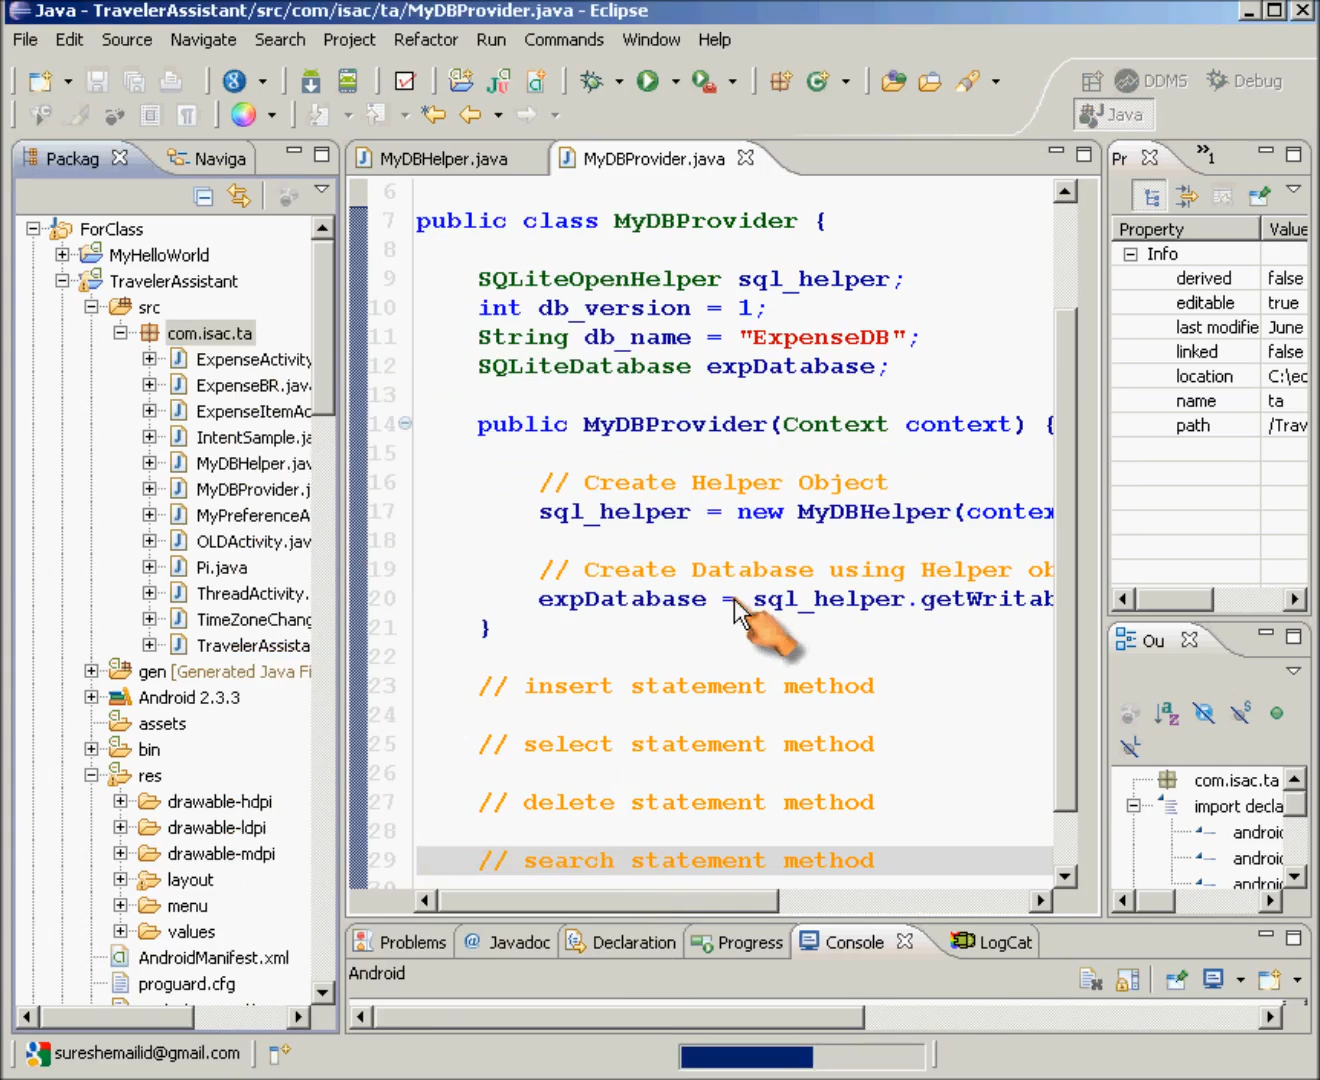 Java - TravelerAssistant/src/com/isac/ta/MyDBProvider.java - Eclipse
File Edit Source Navigate Search Project Refactor Run Commands Window Help
DDMS Debug
Java
Packag Naviga
MyDBHelper.java MyDBProvider.java
Pr »1
ForClass
MyHelloWorld
TravelerAssistant
src
com.isac.ta
ExpenseActivity
ExpenseBR.java
ExpenseItemAc
IntentSample.ja
MyDBHelper.jav
MyDBProvider.j
MyPreferenceA
OLDActivity.jav
Pi.java
ThreadActivity.
TimeZoneChang
TravelerAssista
gen [Generated Java Fi
Android 2.3.3
assets
bin
res
drawable-hdpi
drawable-ldpi
drawable-mdpi
layout
menu
values
AndroidManifest.xml
proguard.cfg
6
7 public class MyDBProvider {
8
9 SQLiteOpenHelper sql_helper;
10 int db_version = 1;
11 String db_name = "ExpenseDB";
12 SQLiteDatabase expDatabase;
13
14 public MyDBProvider(Context context) {
15
16 // Create Helper Object
17 sql_helper = new MyDBHelper(contex
18
19 // Create Database using Helper ob
20 expDatabase = sql_helper.getWritab
21 }
22
23 // insert statement method
24
25 // select statement method
26
27 // delete statement method
28
29 // search statement method
30
Property Value
Info
derived false
editable true
last modifie June
linked false
location C:\ec
name ta
path /Trav
Ou
com.isac.ta
import decla
android
android
android
Problems Javadoc Declaration Progress Console LogCat
Android
sureshemailid@gmail.com